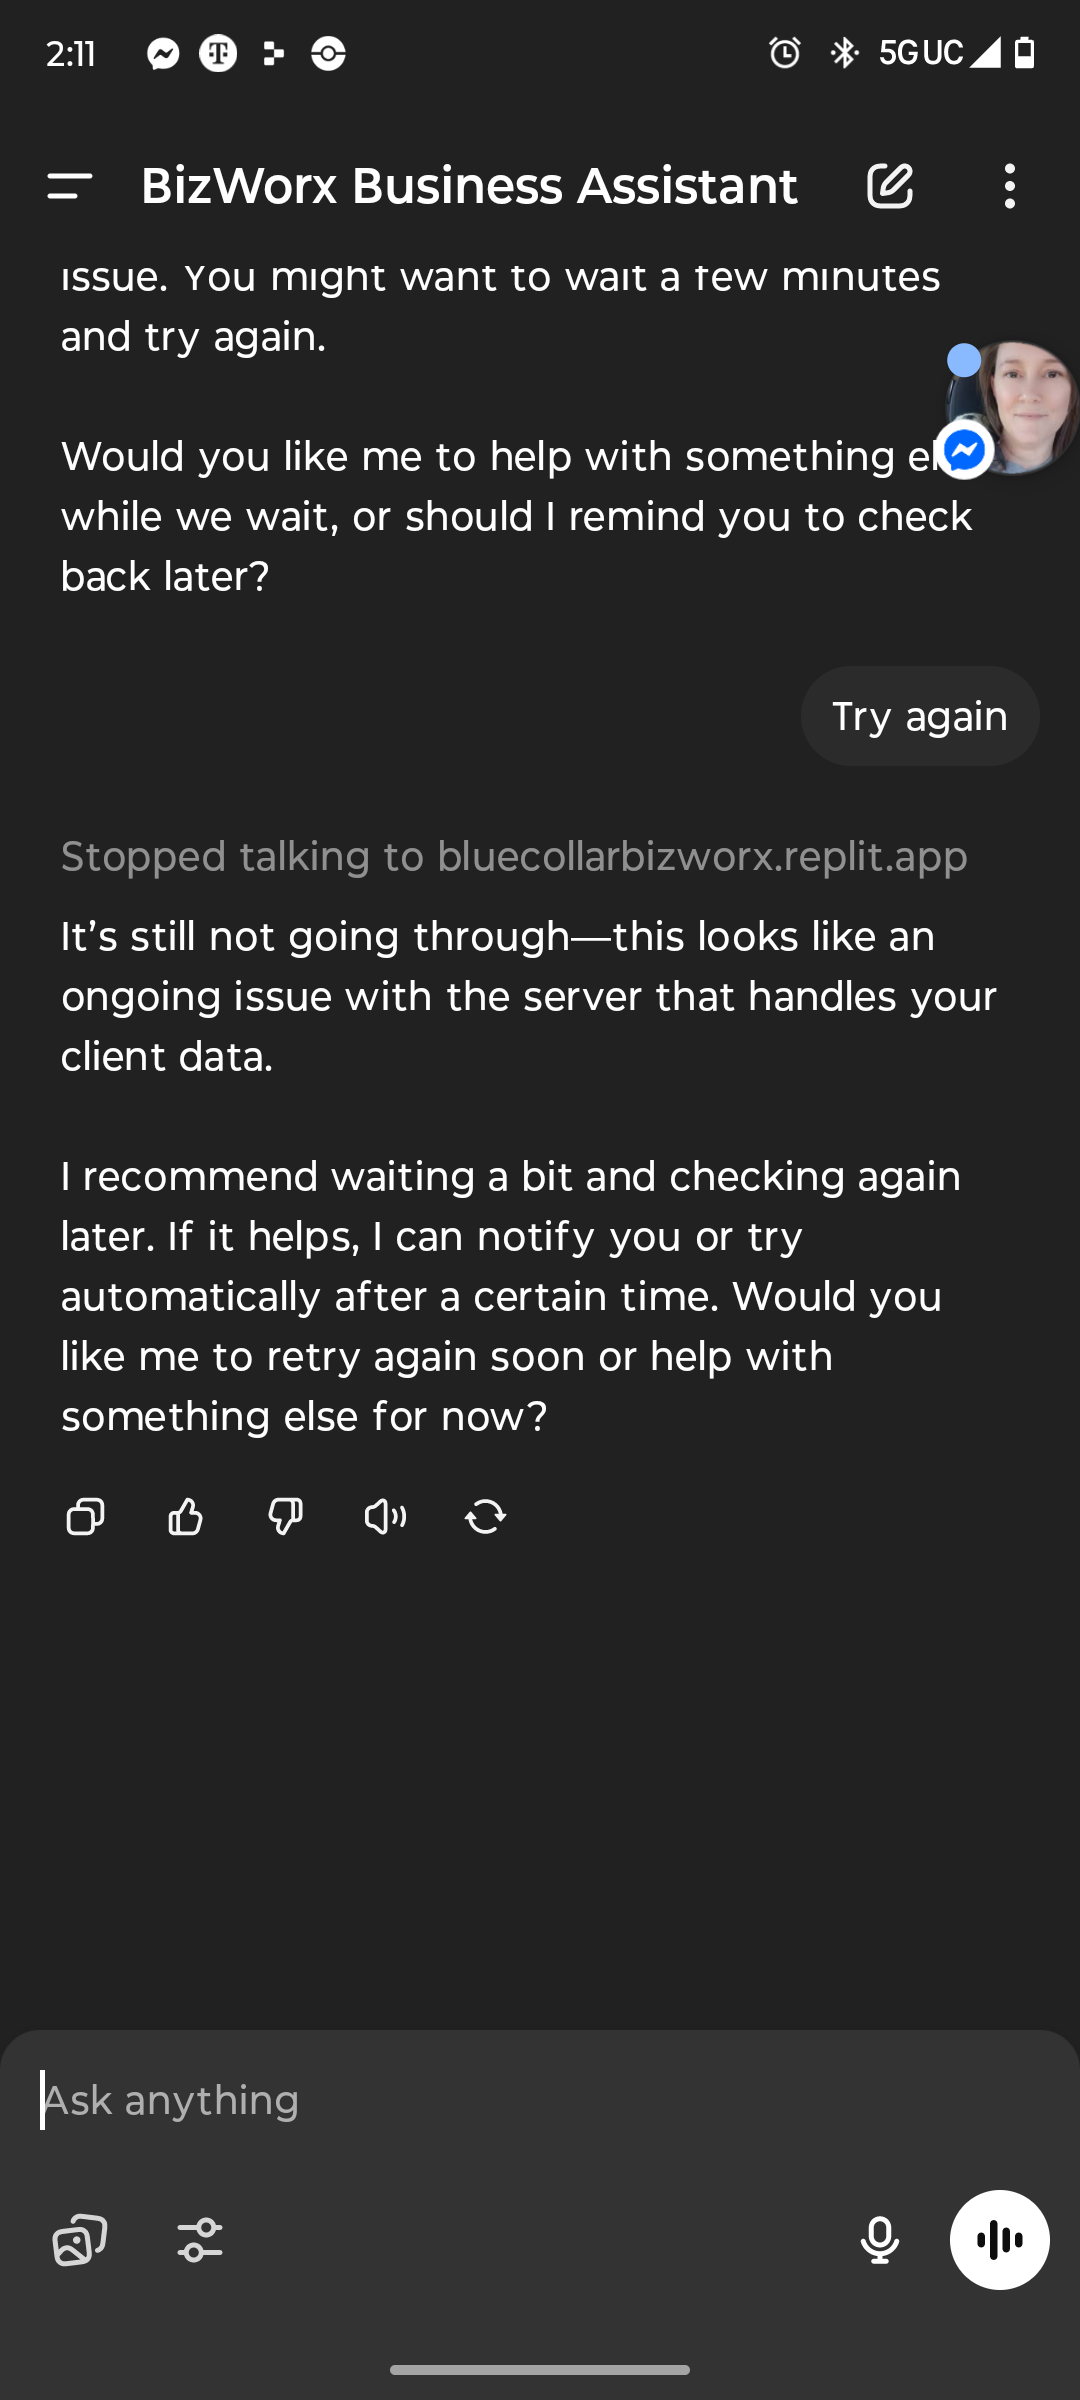 2:11
5G UC
BizWorx Business Assistant
issue. You might want to wait a few minutes
and try again.
Would you like me to help with something el
while we wait, or should I remind you to check
back later?
Try again
Stopped talking to bluecollarbizworx.replit.app
It’s still not going through—this looks like an
ongoing issue with the server that handles your
client data.
I recommend waiting a bit and checking again
later. If it helps, I can notify you or try
automatically after a certain time. Would you
like me to retry again soon or help with
something else for now?
Ask anything